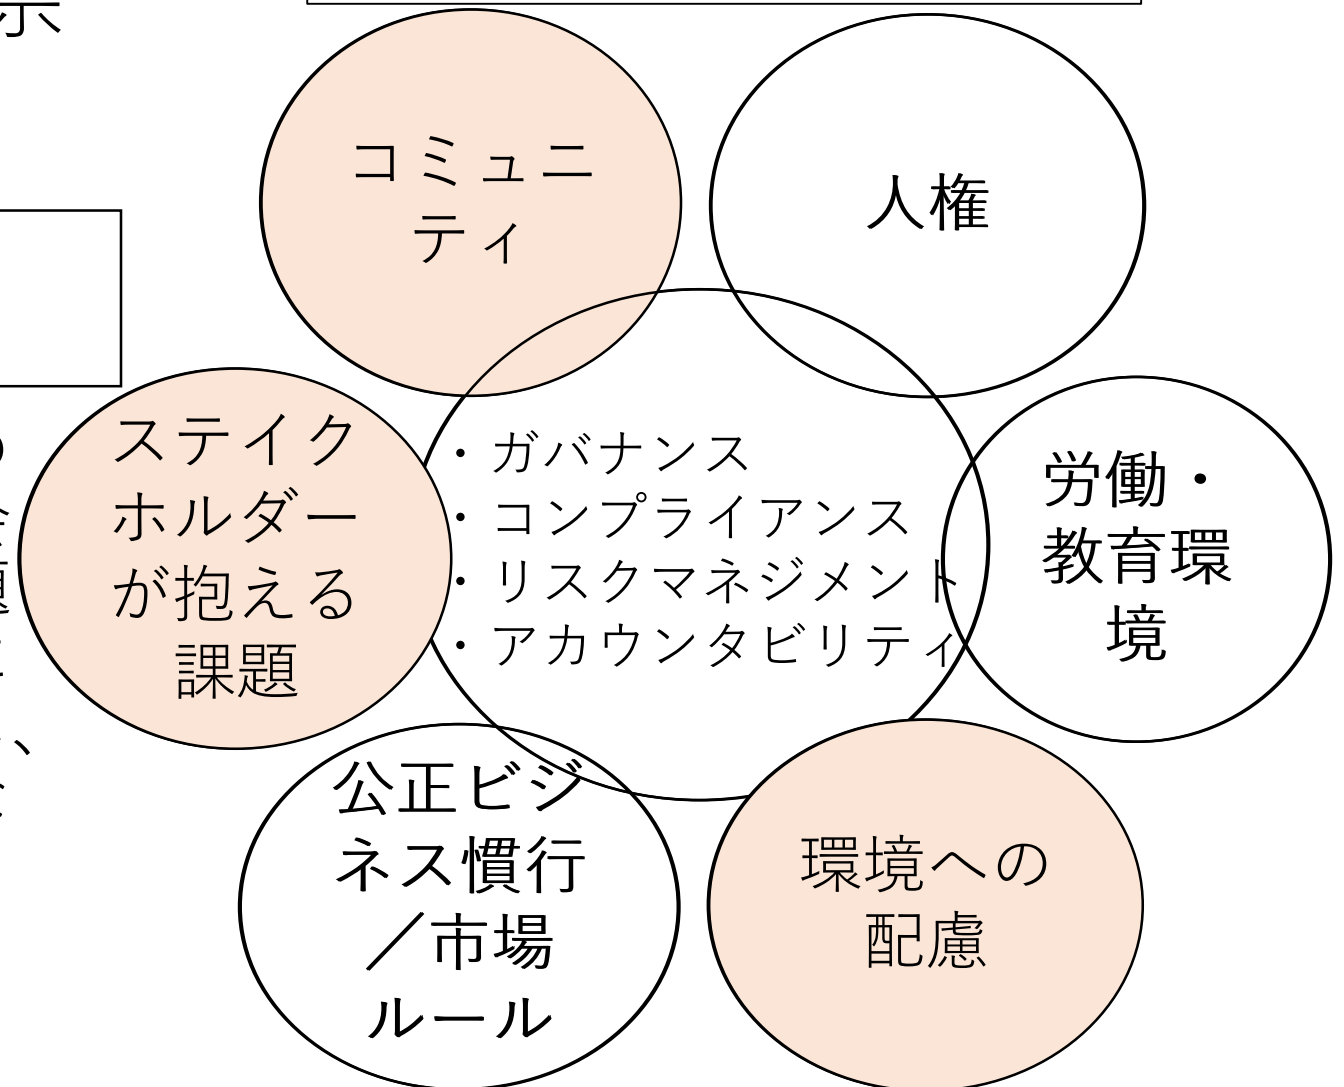 コミュニ
ティ
人権
ステイク
ホルダー
が抱える
課題
・ガバナンス
・コンプライアンス
・リスクマネジメント
・アカウンタビリティ
労働・
教育環
境
公正ビジ
ネス慣行
／市場
ルール
環境への
配慮